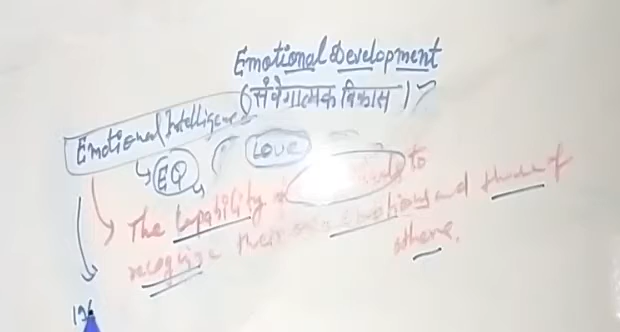 Emotional Development
(संवेगात्मक विकास)
Emotional Intelligence
EQ
LOVE
The Capability of to
recognize their own emotions and those of
others.
19